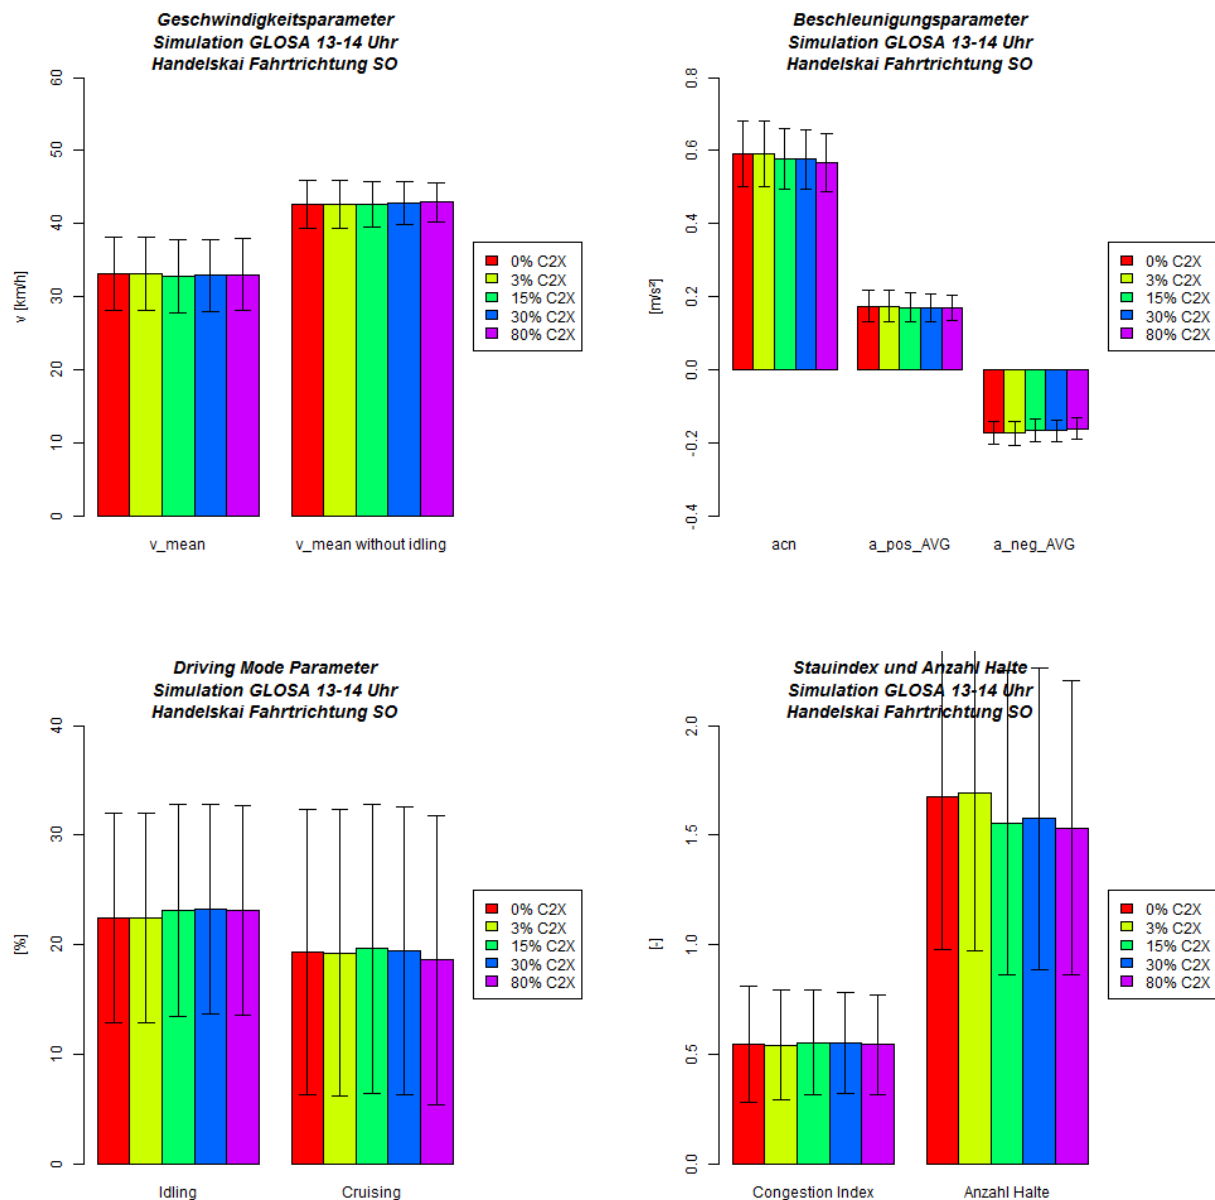 Geschwindigkeitsparameter
Simulation GLOSA 13-14 Uhr
Handelskai Fahrtrichtung SO
v [km/h]
60
50
40
30
20
10
0
v_mean
v_mean without idling
0% C2X
3% C2X
15% C2X
30% C2X
80% C2X
Beschleunigungsparameter
Simulation GLOSA 13-14 Uhr
Handelskai Fahrtrichtung SO
[m/s²]
0.8
0.6
0.4
0.2
0.0
-0.2
-0.4
acn
a_pos_AVG
a_neg_AVG
0% C2X
3% C2X
15% C2X
30% C2X
80% C2X
Driving Mode Parameter
Simulation GLOSA 13-14 Uhr
Handelskai Fahrtrichtung SO
[%]
40
30
20
10
0
Idling
Cruising
0% C2X
3% C2X
15% C2X
30% C2X
80% C2X
Stauindex und Anzahl Halte
Simulation GLOSA 13-14 Uhr
Handelskai Fahrtrichtung SO
[-]
2.0
1.5
1.0
0.5
0.0
Congestion Index
Anzahl Halte
0% C2X
3% C2X
15% C2X
30% C2X
80% C2X